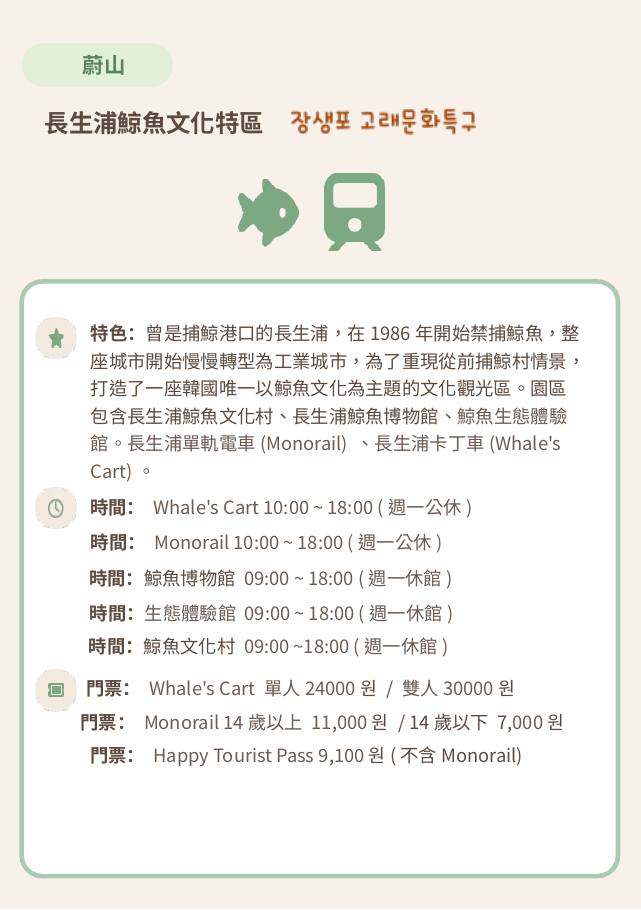 蔚山
長生浦鯨魚文化特區 장생포 고래문화특구
特色：曾是捕鯨港口的長生浦，在 1986 年開始禁捕鯨魚，整
座城市開始慢慢轉型為工業城市，為了重現從前捕鯨村情景，
打造了一座韓國唯一以鯨魚文化為主題的文化觀光區。園區
包含長生浦鯨魚文化村、長生浦鯨魚博物館、鯨魚生態體驗
館。長生浦單軌電車 (Monorail) 、長生浦卡丁車 (Whale's
Cart) 。
時間： Whale's Cart 10:00 ~ 18:00 ( 週一公休 )
時間： Monorail 10:00 ~ 18:00 ( 週一公休 )
時間：鯨魚博物館 09:00 ~ 18:00 ( 週一休館 )
時間：生態體驗館 09:00 ~ 18:00 ( 週一休館 )
時間：鯨魚文化村 09:00 ~18:00 ( 週一休館 )
門票： Whale's Cart 單人 24000 원 / 雙人 30000 원
門票： Monorail 14 歲以上 11,000 원 / 14 歲以下 7,000 원
門票： Happy Tourist Pass 9,100 원 ( 不含 Monorail)